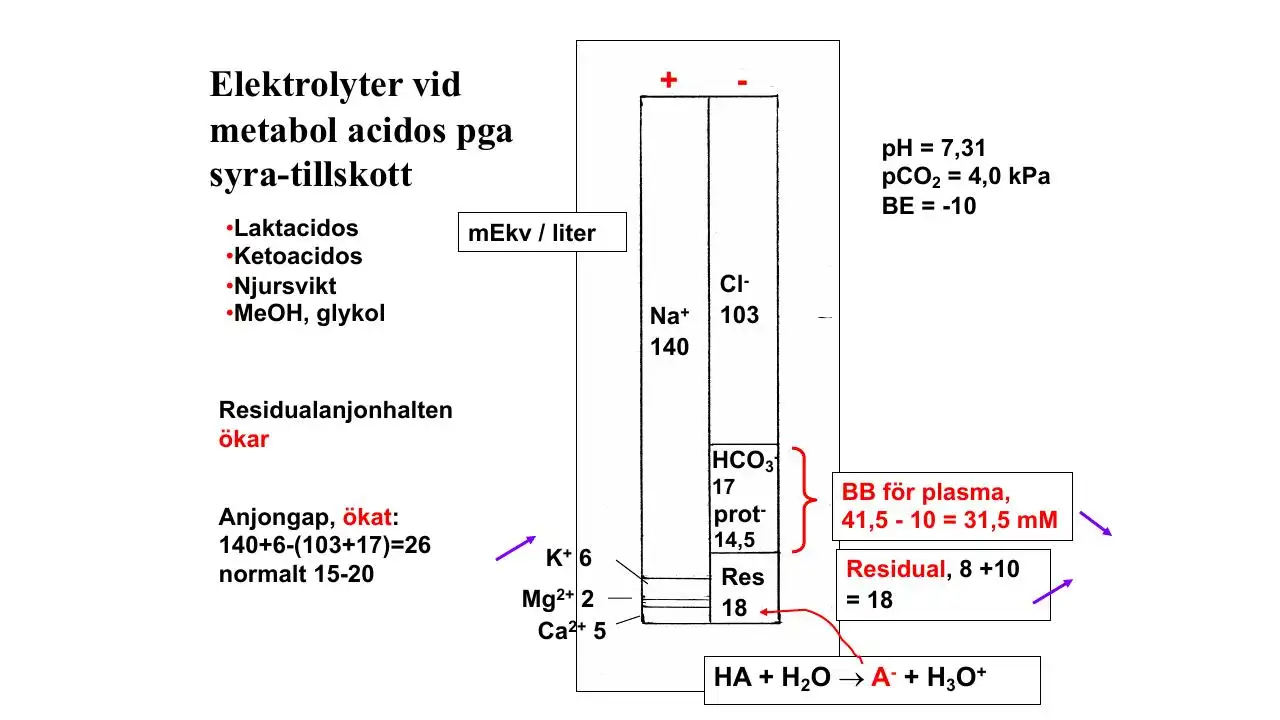 Elektrolyter vid
metabol acidos pga
syra-tillskott
•Laktacidos
•Ketoacidos
•Njursvikt
•MeOH, glykol
Residualanjonhalten
ökar
Anjongap, ökat:
140+6-(103+17)=26
normalt 15-20
mEkv / liter
+ -
Na⁺
140
Cl⁻
103
HCO₃⁻
17
prot⁻
14,5
Res
18
K⁺ 6
Mg²⁺ 2
Ca²⁺ 5
pH = 7,31
pCO₂ = 4,0 kPa
BE = -10
BB för plasma,
41,5 - 10 = 31,5 mM
Residual, 8 +10
= 18
HA + H₂O → A⁻ + H₃O⁺